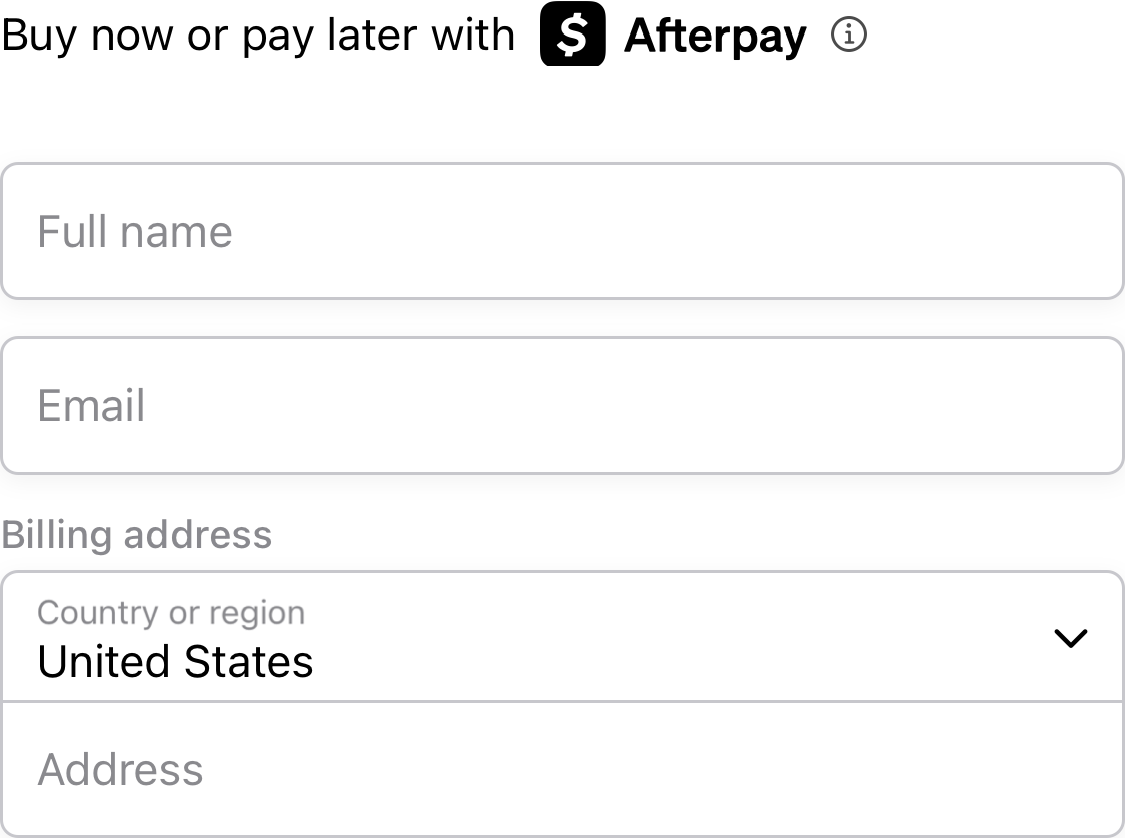 Buy now or pay later with $ Afterpay
Full name
Email
Billing address
Country or region
United States
Address